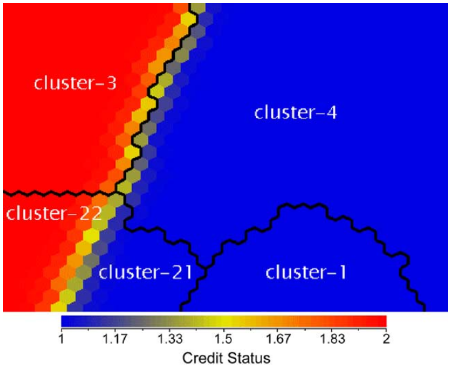 cluster-3
cluster-4
cluster-22
cluster-21
cluster-1
1 1.17 1.33 1.5 1.67 1.83 2
Credit Status